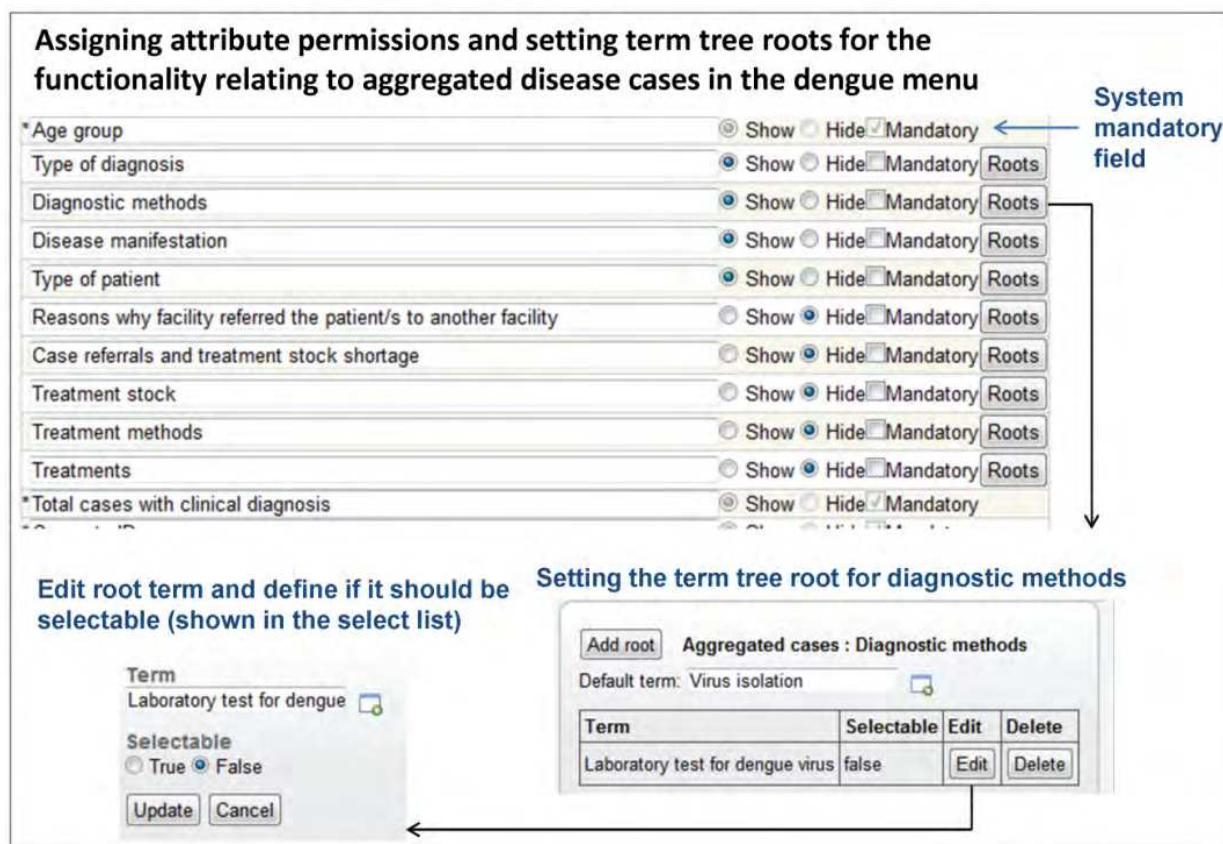 Assigning attribute permissions and setting term tree roots for the
functionality relating to aggregated disease cases in the dengue menu
System
mandatory
field
*Age group Show Hide Mandatory
Type of diagnosis Show Hide Mandatory Roots
Diagnostic methods Show Hide Mandatory Roots
Disease manifestation Show Hide Mandatory Roots
Type of patient Show Hide Mandatory Roots
Reasons why facility referred the patient/s to another facility Show Hide Mandatory Roots
Case referrals and treatment stock shortage Show Hide Mandatory Roots
Treatment stock Show Hide Mandatory Roots
Treatment methods Show Hide Mandatory Roots
Treatments Show Hide Mandatory Roots
*Total cases with clinical diagnosis Show Hide Mandatory
Edit root term and define if it should be
selectable (shown in the select list)
Term
Laboratory test for dengue
Selectable
True False
Update Cancel
Setting the term tree root for diagnostic methods
Add root Aggregated cases : Diagnostic methods
Default term: Virus isolation
Term Selectable Edit Delete
Laboratory test for dengue virus false Edit Delete